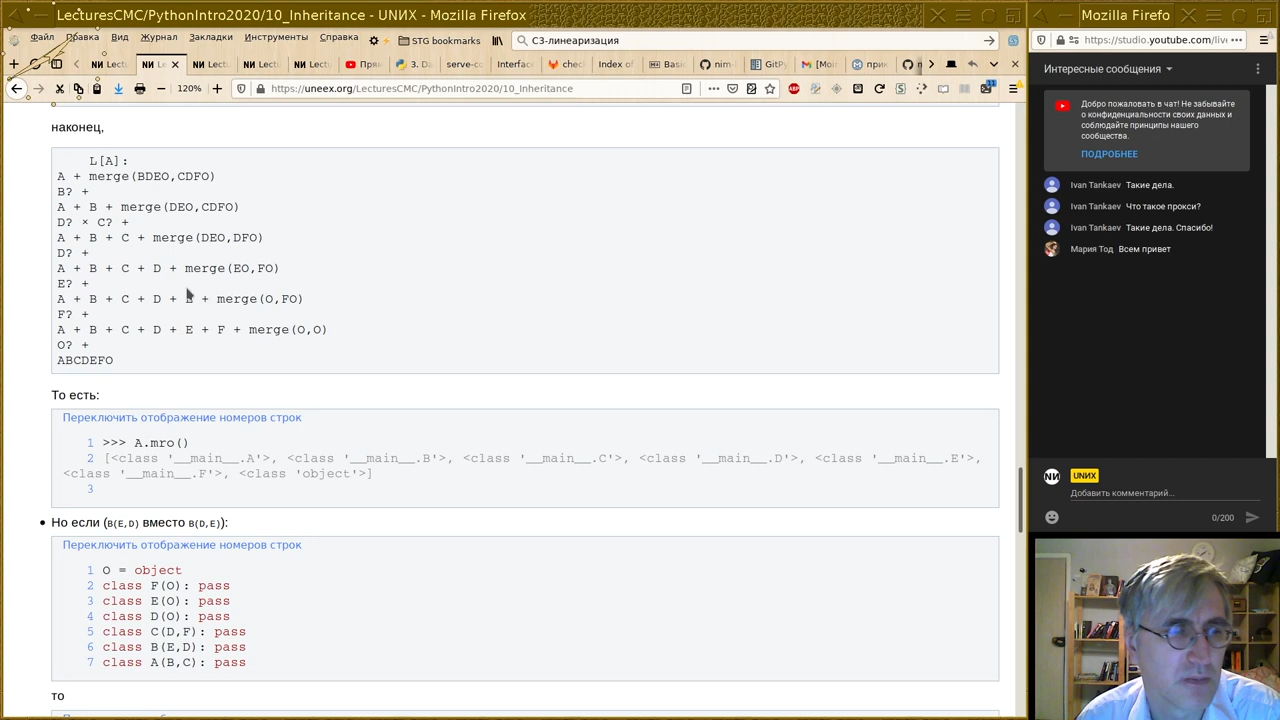 LecturesCMC/PythonIntro2020/10_Inheritance - UNИX - Mozilla Firefox
Файл Правка Вид Журнал Закладки Инструменты Справка STG bookmarks СЗ-линеаризация
120% https://uneex.org/LecturesCMC/PythonIntro2020/10_Inheritance
наконец,
L[A]:
A + merge(BDEO,CDFO)
B? +
A + B + merge(DEO,CDFO)
D? × C? +
A + B + C + merge(DEO,DFO)
D? +
A + B + C + D + merge(EO,FO)
E? +
A + B + C + D + E + merge(O,FO)
F? +
A + B + C + D + E + F + merge(O,O)
O? +
ABCDEFO
То есть:
Переключить отображение номеров строк
1 >>> A.mro()
2 [<class '__main__.A'>, <class '__main__.B'>, <class '__main__.C'>, <class '__main__.D'>, <class '__main__.E'>,
<class '__main__.F'>, <class 'object'>]
3
Но если (B(E,D) вместо B(D,E)):
Переключить отображение номеров строк
1 O = object
2 class F(O): pass
3 class E(O): pass
4 class D(O): pass
5 class C(D,F): pass
6 class B(E,D): pass
7 class A(B,C): pass
то
Mozilla Firefo
https://studio.youtube.com/live
Интересные сообщения
Добро пожаловать в чат! Не забывайте
о конфиденциальности своих данных и
соблюдайте принципы нашего
сообщества.
ПОДРОБНЕЕ
Ivan Tankaev Такие дела.
Ivan Tankaev Что такое прокси?
Ivan Tankaev Такие дела. Спасибо!
Мария Тод Всем привет
UNИX
Добавить комментарий...
0/200